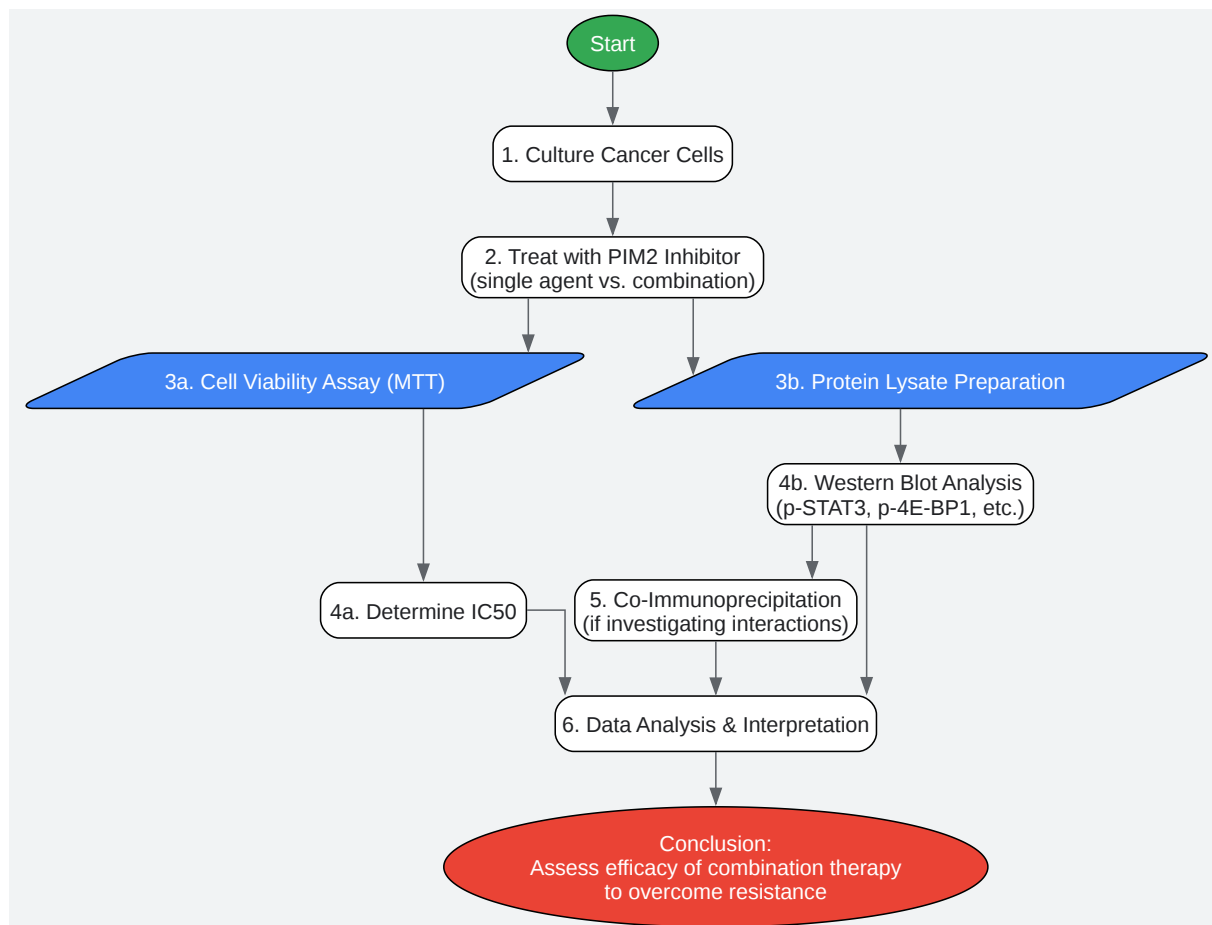 Start
1. Culture Cancer Cells
2. Treat with PIM2 Inhibitor
(single agent vs. combination)
3a. Cell Viability Assay (MTT)
3b. Protein Lysate Preparation
4b. Western Blot Analysis
(p-STAT3, p-4E-BP1, etc.)
4a. Determine IC50
5. Co-Immunoprecipitation
(if investigating interactions)
6. Data Analysis & Interpretation
Conclusion:
Assess efficacy of combination therapy
to overcome resistance